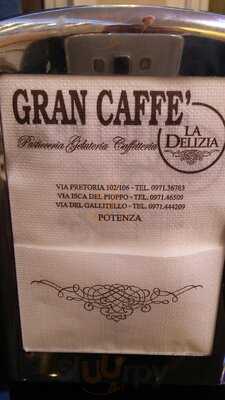 GRAN CAFFE'
LA
DELIZIA
Pasticceria Gelateria Caffetteria
VIA PRETORIA 102/106 - TEL. 0971.36703
VIA ISCA DEL PIOPPO - TEL. 0971.46509
VIA DEL GALLITELLO - TEL. 0971.444209
POTENZA